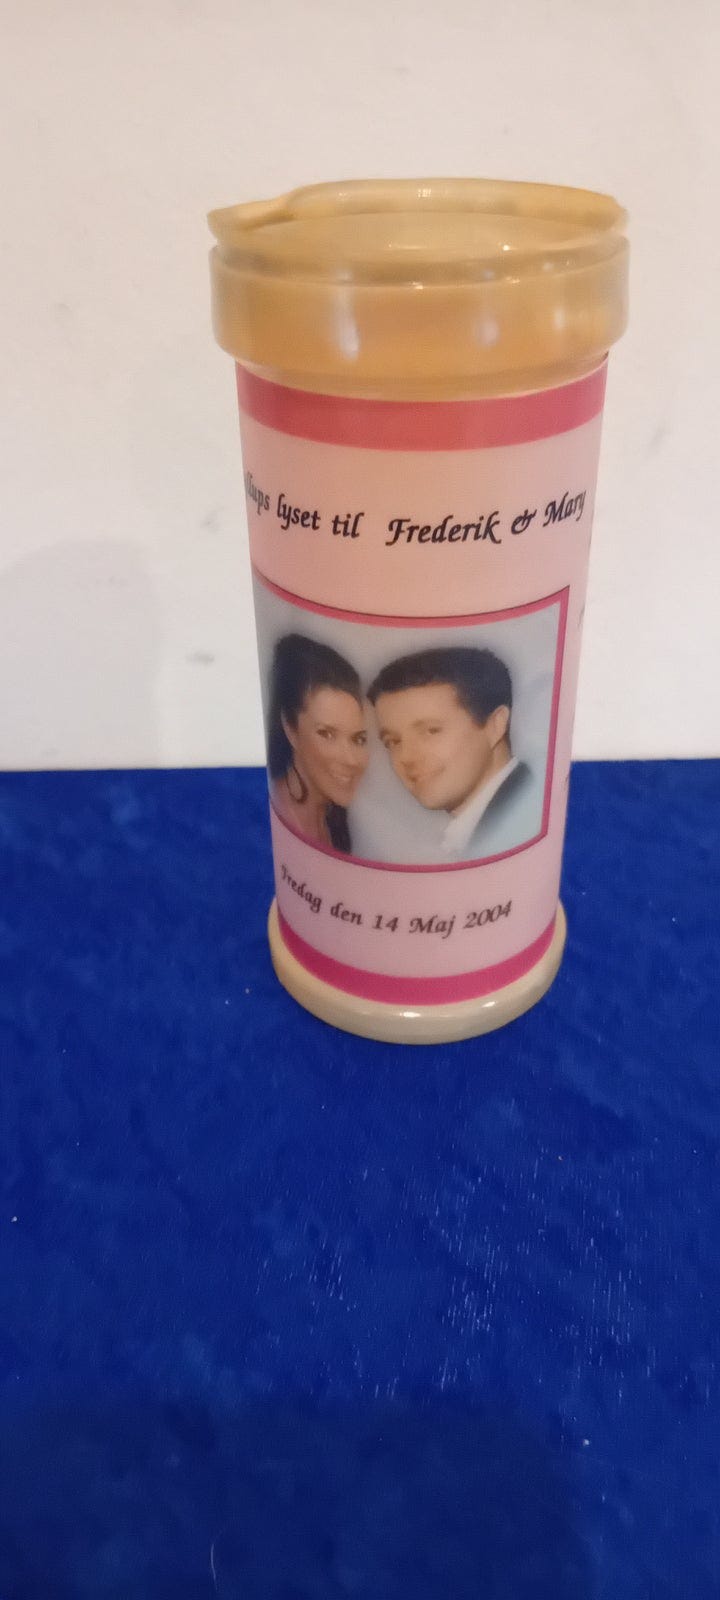 lyset til Frederik & Mary
Fredag den 14 Maj 2004